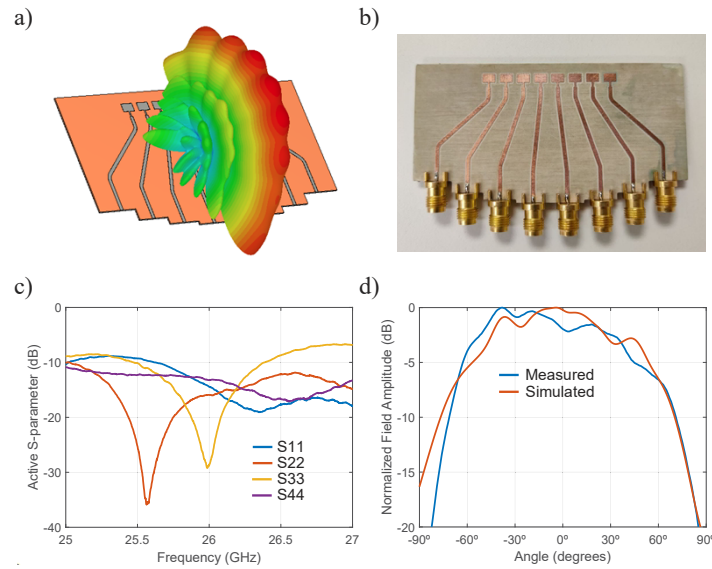 a)
b)
c)
0
-10
-20
-30
-40
Active S-parameter (dB)
S11
S22
S33
S44
25
25.5
26
26.5
27
Frequency (GHz)
d)
0
-5
-10
-15
-20
Normalized Field Amplitude (dB)
Measured
Simulated
-90º
-60º
-30º
0º
30º
60º
90º
Angle (degrees)